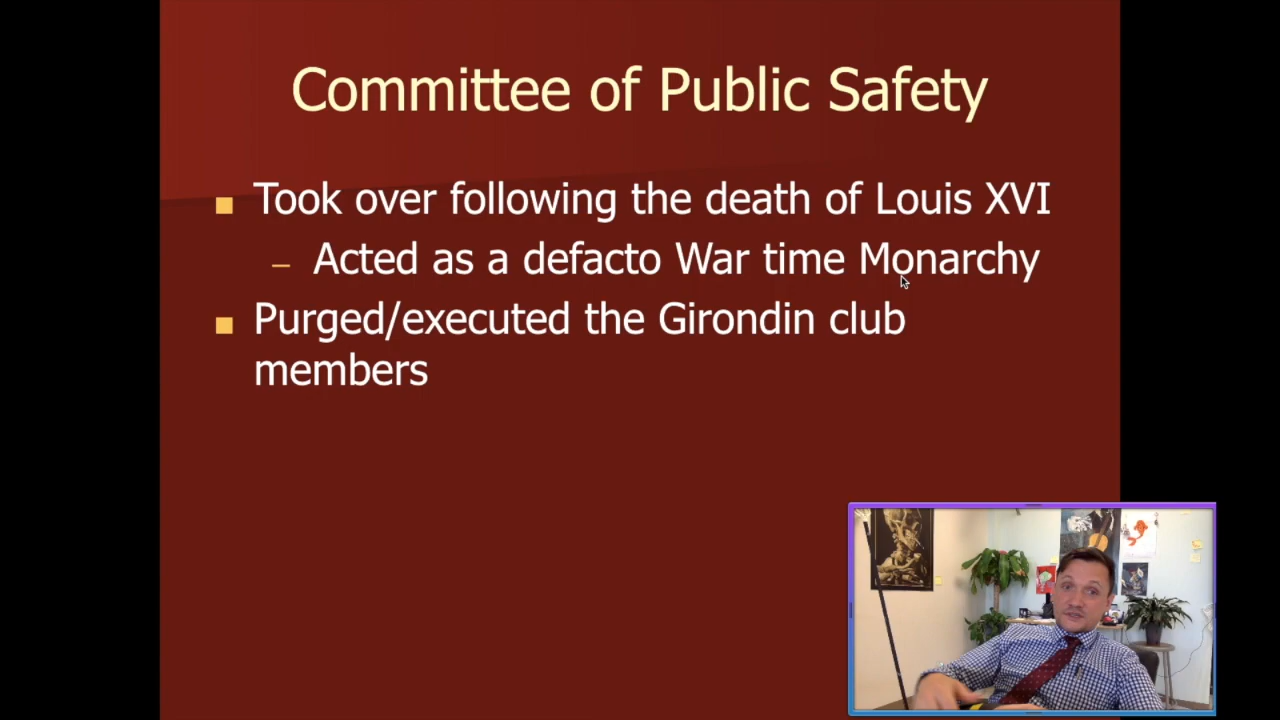 Committee of Public Safety
■ Took over following the death of Louis XVI
– Acted as a defacto War time Monarchy
■ Purged/executed the Girondin club
members